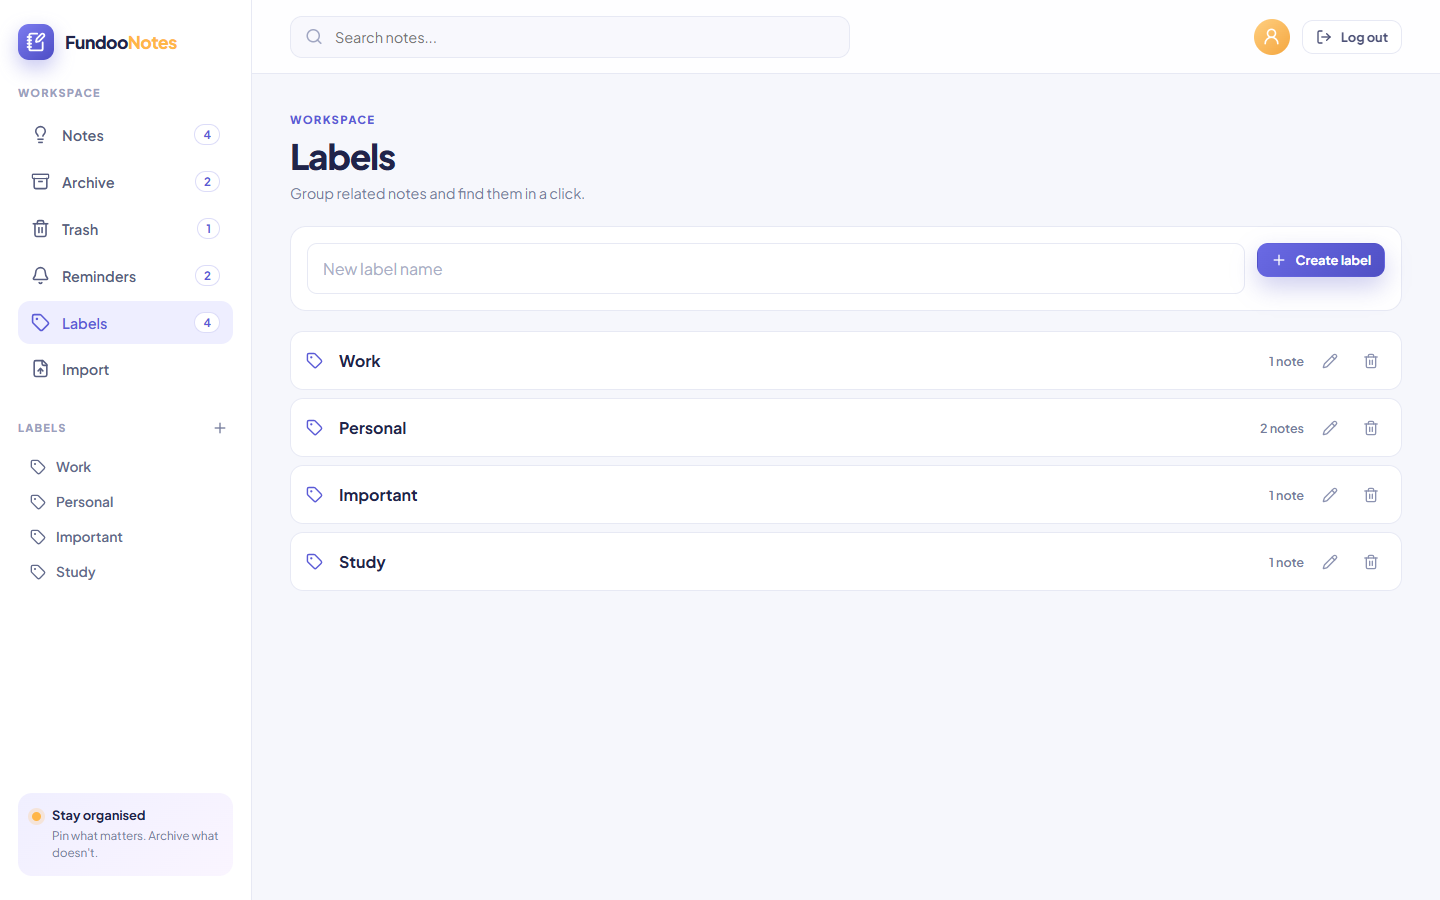 FundooNotes
WORKSPACE
Notes 4
Archive 2
Trash 1
Reminders 2
Labels 4
Import
LABELS
Work
Personal
Important
Study
Stay organised
Pin what matters. Archive what
doesn't.
Search notes...
Log out
WORKSPACE
Labels
Group related notes and find them in a click.
New label name
Create label
Work 1 note
Personal 2 notes
Important 1 note
Study 1 note